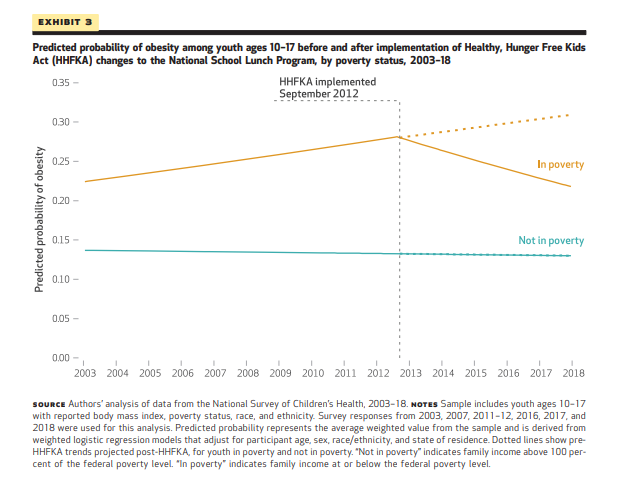 EXHIBIT 3
Predicted probability of obesity among youth ages 10–17 before and after implementation of Healthy, Hunger Free Kids
Act (HHFKA) changes to the National School Lunch Program, by poverty status, 2003–18
0.35
HHFKA implemented
September 2012
0.30
0.25
In poverty
0.20
0.15
Not in poverty
0.10
0.05
0.00
Predicted probability of obesity
2003 2004 2005 2006 2007 2008 2009 2010 2011 2012 2013 2014 2015 2016 2017 2018
SOURCE Authors' analysis of data from the National Survey of Children's Health, 2003–18. NOTES Sample includes youth ages 10–17
with reported body mass index, poverty status, race, and ethnicity. Survey responses from 2003, 2007, 2011–12, 2016, 2017, and
2018 were used for this analysis. Predicted probability represents the average weighted value from the sample and is derived from
weighted logistic regression models that adjust for participant age, sex, race/ethnicity, and state of residence. Dotted lines show pre-
HHFKA trends projected post-HHFKA, for youth in poverty and not in poverty. "Not in poverty" indicates family income above 100 per-
cent of the federal poverty level. "In poverty" indicates family income at or below the federal poverty level.